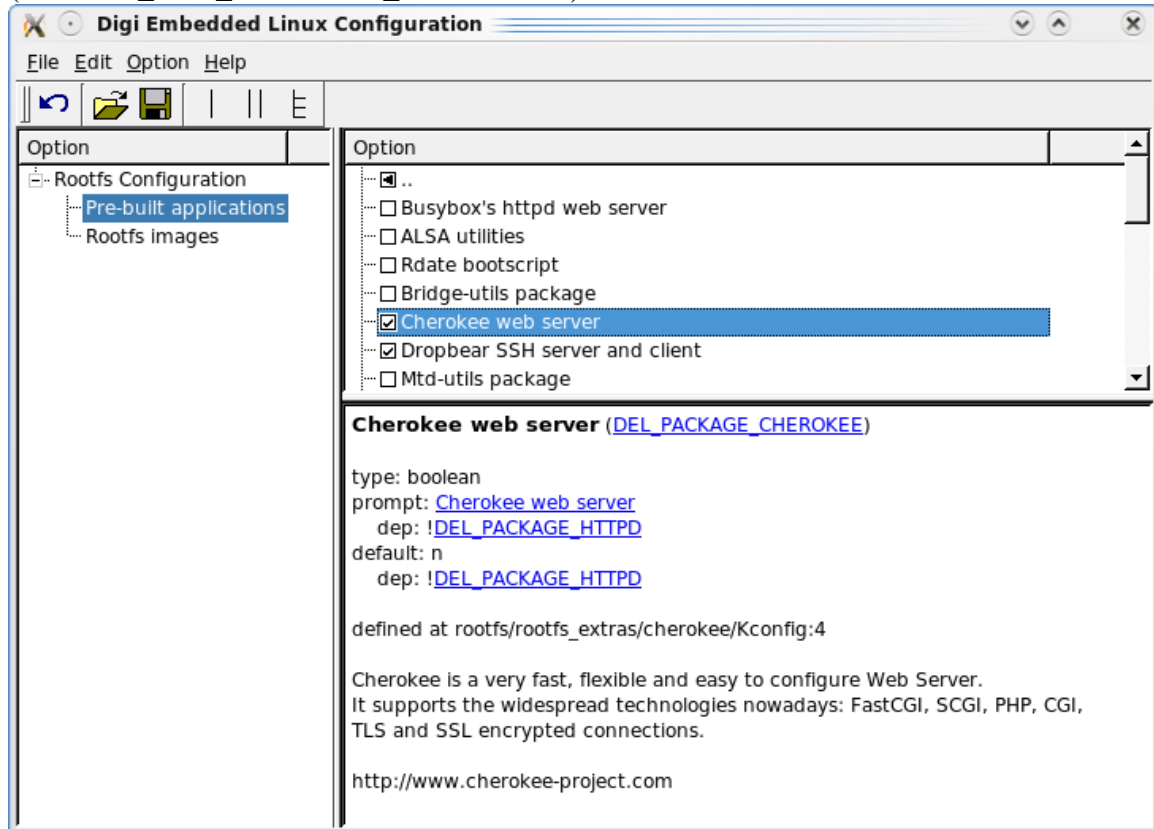 Digi Embedded Linux Configuration
File Edit Option Help
Option
Rootfs Configuration
Pre-built applications
Rootfs images
Option
..
Busybox's httpd web server
ALSA utilities
Rdate bootscript
Bridge-utils package
Cherokee web server
Dropbear SSH server and client
Mtd-utils package
Cherokee web server (DEL_PACKAGE_CHEROKEE)
type: boolean
prompt: Cherokee web server
dep: !DEL_PACKAGE_HTTPD
default: n
dep: !DEL_PACKAGE_HTTPD
defined at rootfs/rootfs_extras/cherokee/Kconfig:4
Cherokee is a very fast, flexible and easy to configure Web Server.
It supports the widespread technologies nowadays: FastCGI, SCGI, PHP, CGI,
TLS and SSL encrypted connections.
http://www.cherokee-project.com